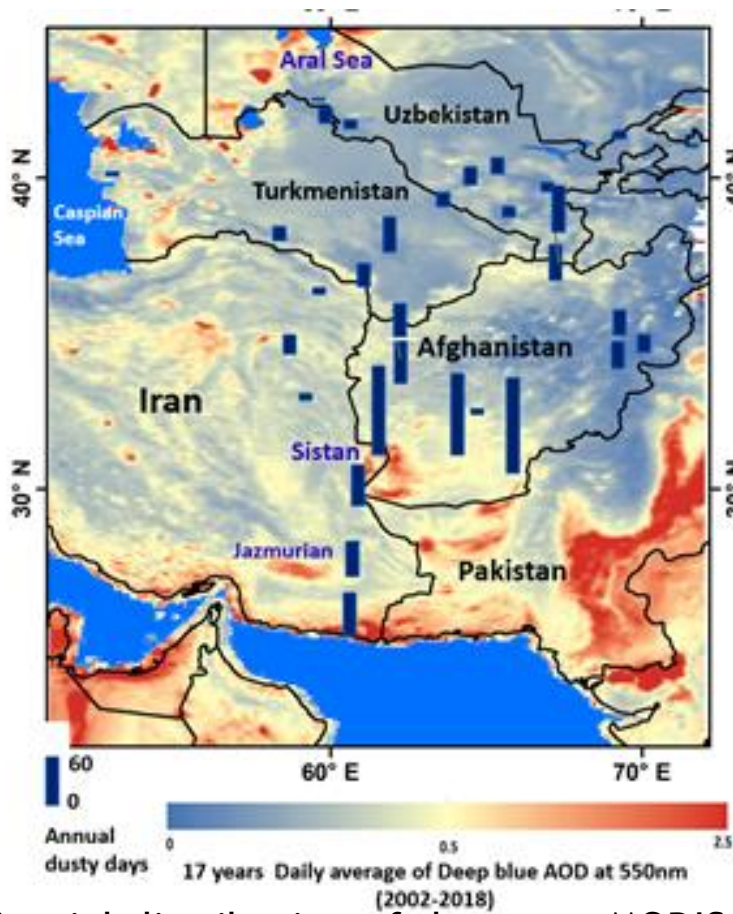 Aral Sea
Uzbekistan
40° N
Turkmenistan
Caspian
Sea
Afghanistan
Iran
Sistan
30° N
Jazmurian
Pakistan
60° E
70° E
60
0
Annual
dusty days
0
0.5
2.5
17 years Daily average of Deep blue AOD at 550nm
(2002-2018)